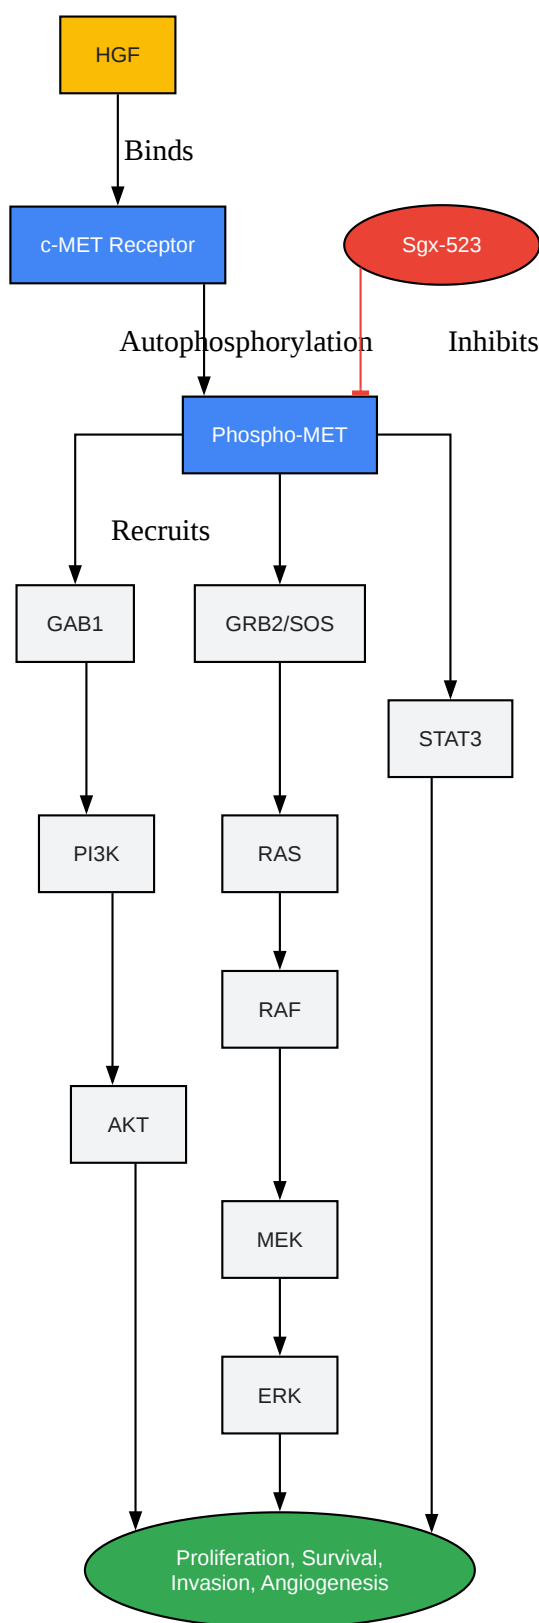 HGF
Binds
c-MET Receptor
Sgx-523
Autophosphorylation
Inhibits
Phospho-MET
Recruits
GAB1
GRB2/SOS
STAT3
PI3K
RAS
RAF
AKT
MEK
ERK
Proliferation, Survival,
Invasion, Angiogenesis